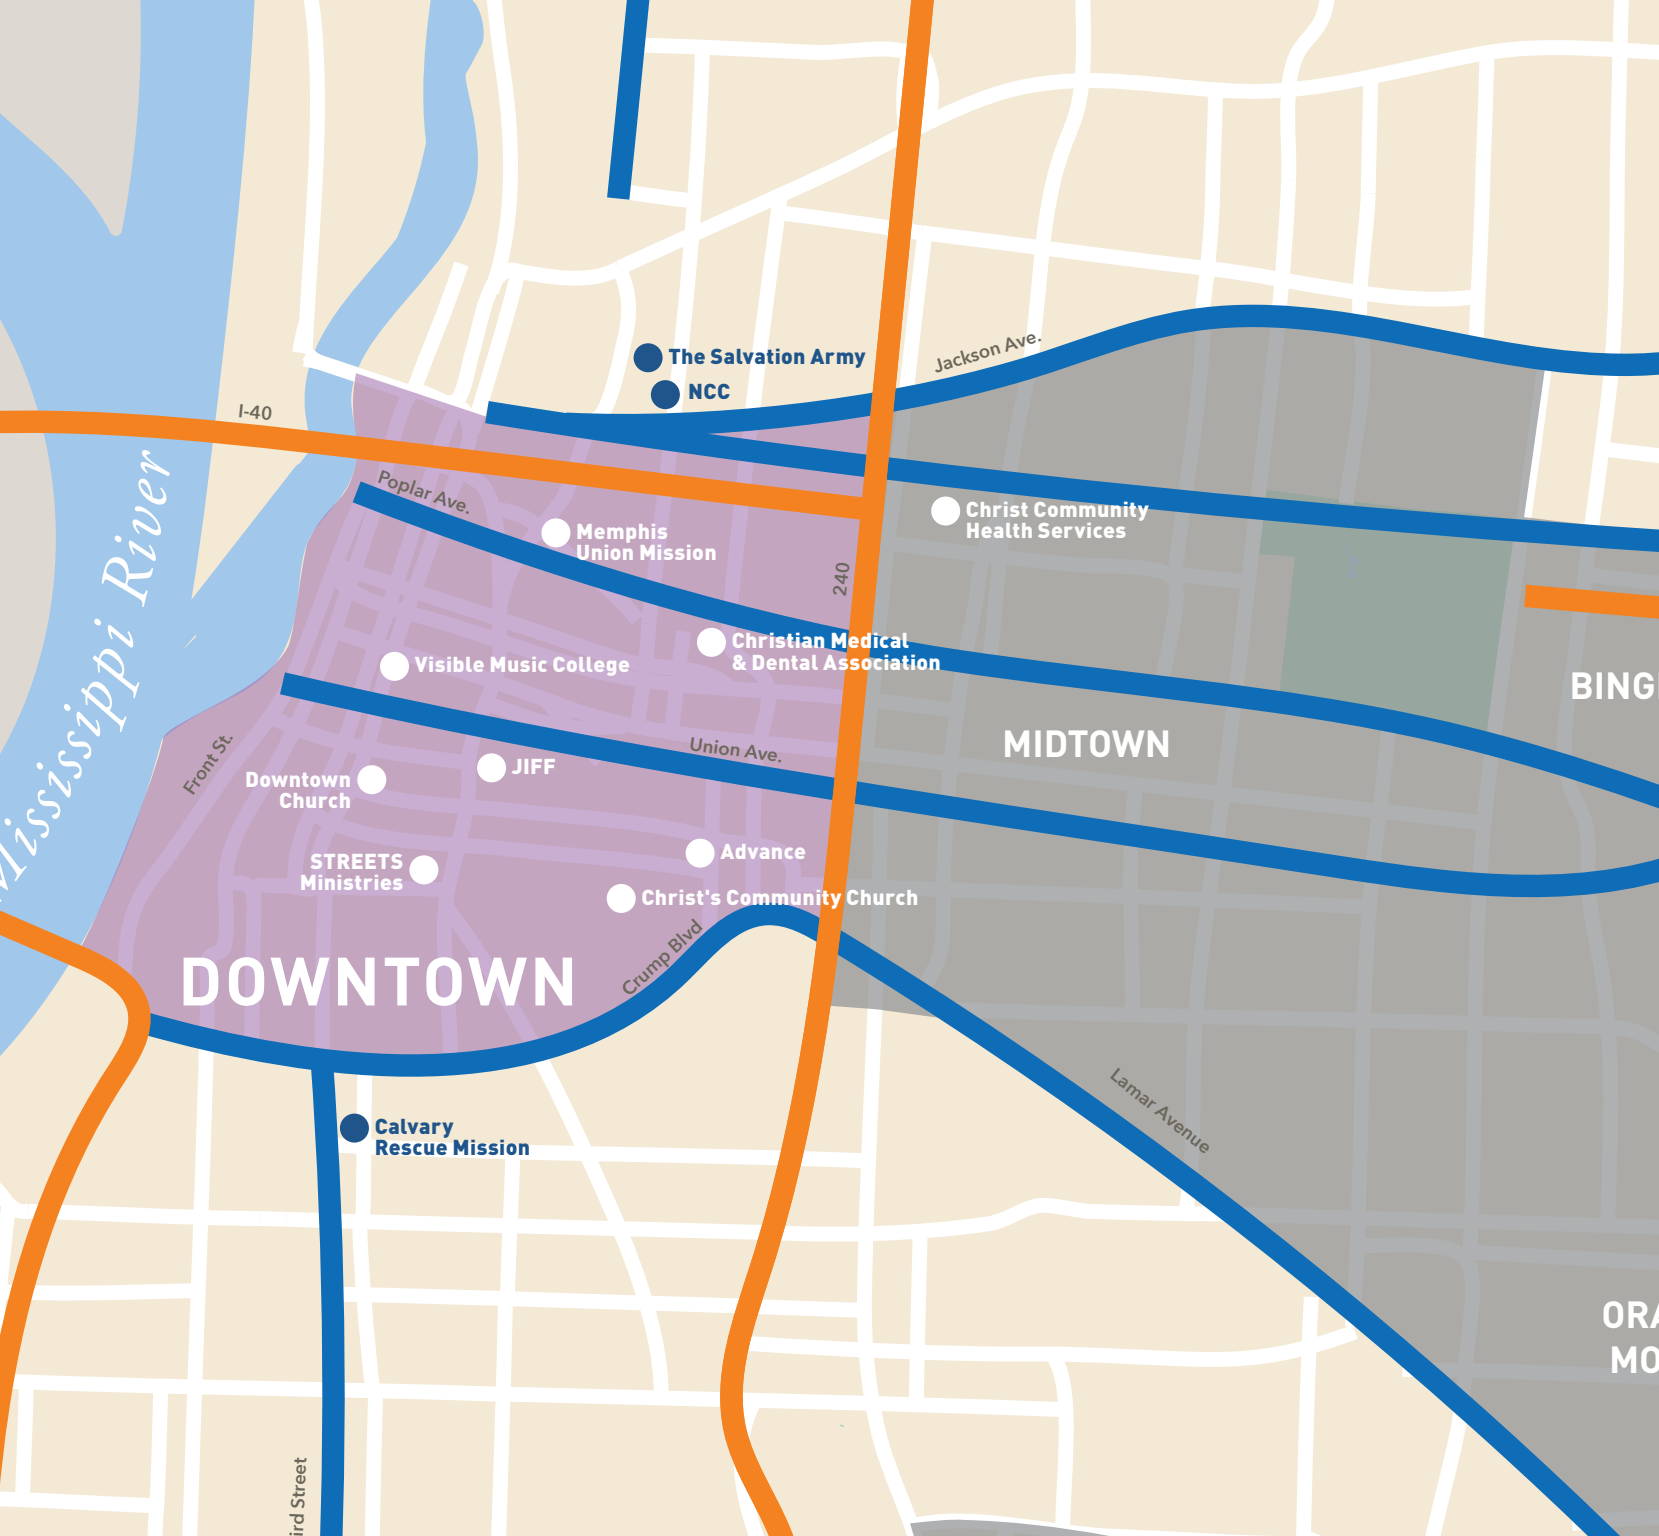 The Salvation Army
NCC
Jackson Ave.
I-40
Poplar Ave.
Memphis
Union Mission
Christ Community
Health Services
240
Mississippi River
Christian Medical
& Dental Association
Visible Music College
BING
MIDTOWN
Front St.
Union Ave.
Downtown
Church
JIFF
STREETS
Ministries
Advance
Christ's Community Church
Crump Blvd
DOWNTOWN
Lamar Avenue
Calvary
Rescue Mission
ORA
MO
ird Street